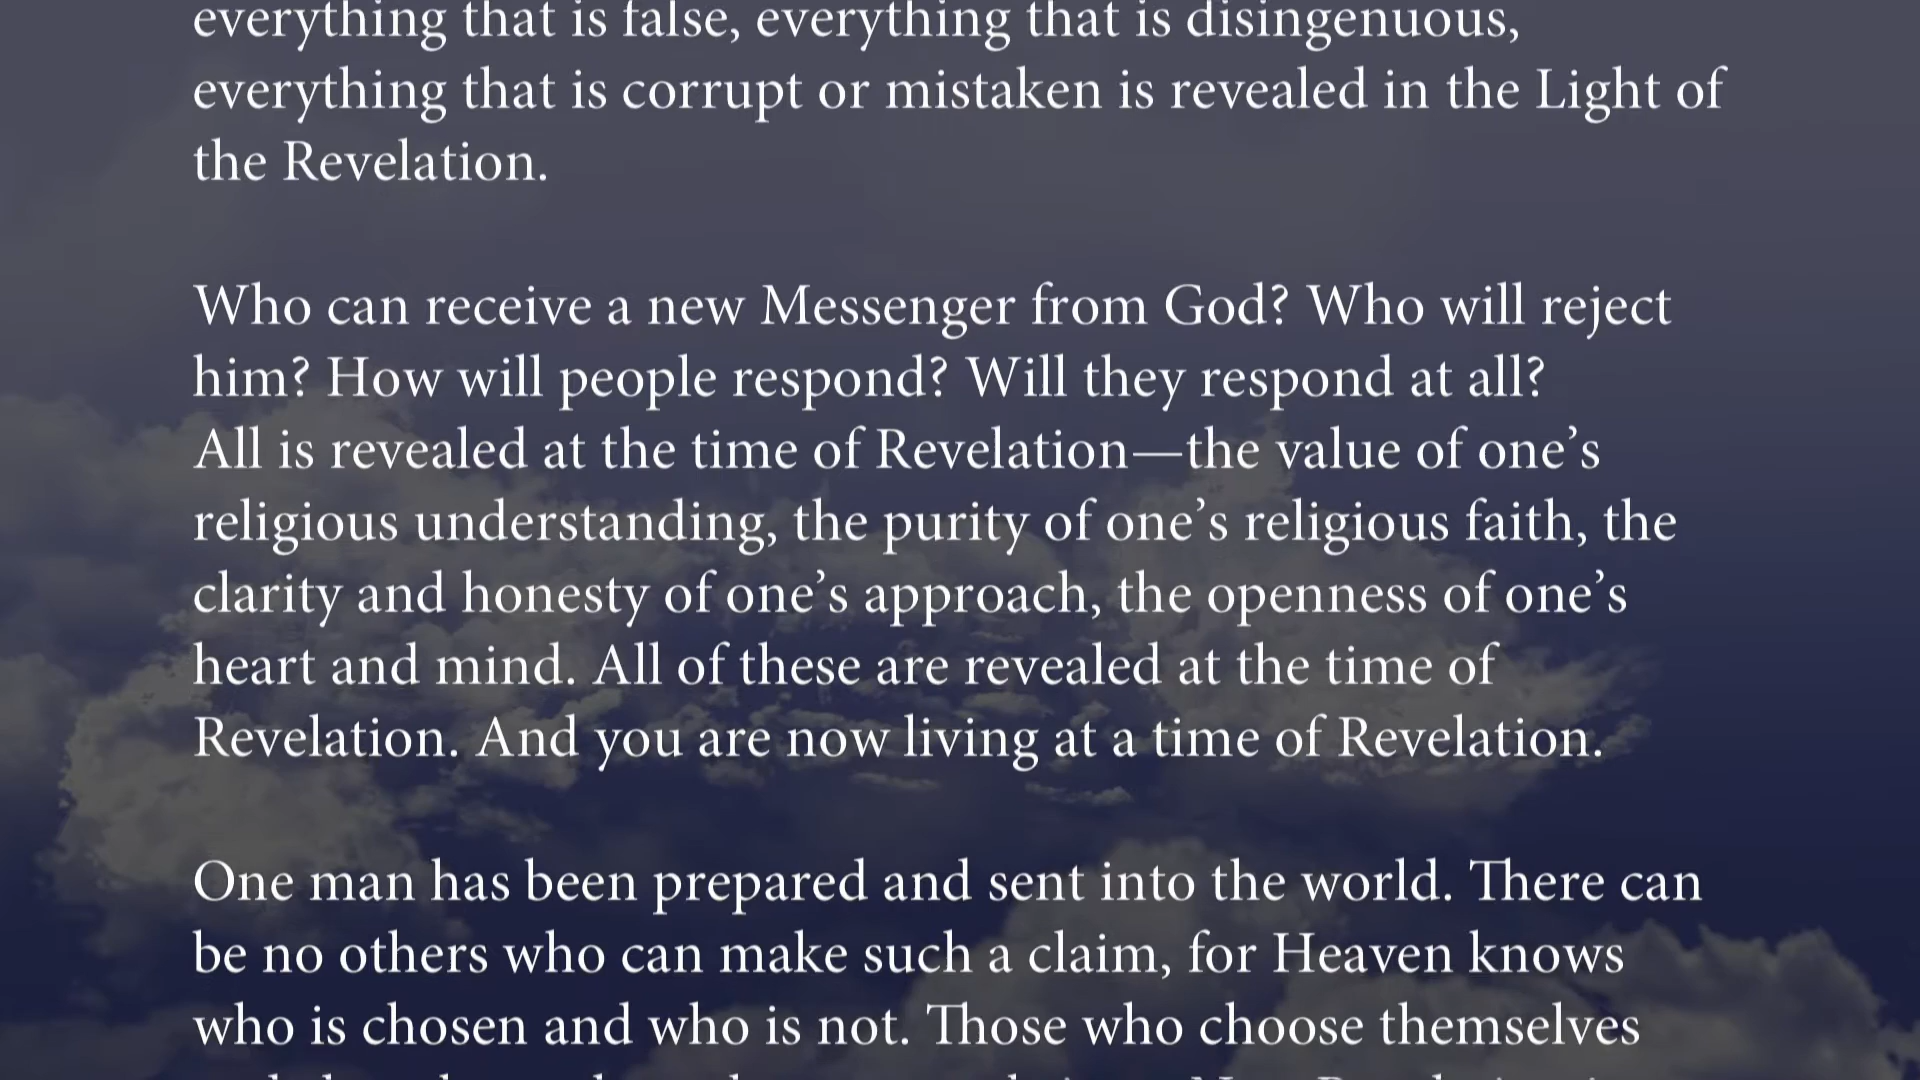 everything that is false, everything that is disingenuous,
everything that is corrupt or mistaken is revealed in the Light of
the Revelation.
Who can receive a new Messenger from God? Who will reject
him? How will people respond? Will they respond at all?
All is revealed at the time of Revelation—the value of one’s
religious understanding, the purity of one’s religious faith, the
clarity and honesty of one’s approach, the openness of one’s
heart and mind. All of these are revealed at the time of
Revelation. And you are now living at a time of Revelation.
One man has been prepared and sent into the world. There can
be no others who can make such a claim, for Heaven knows
who is chosen and who is not. Those who choose themselves